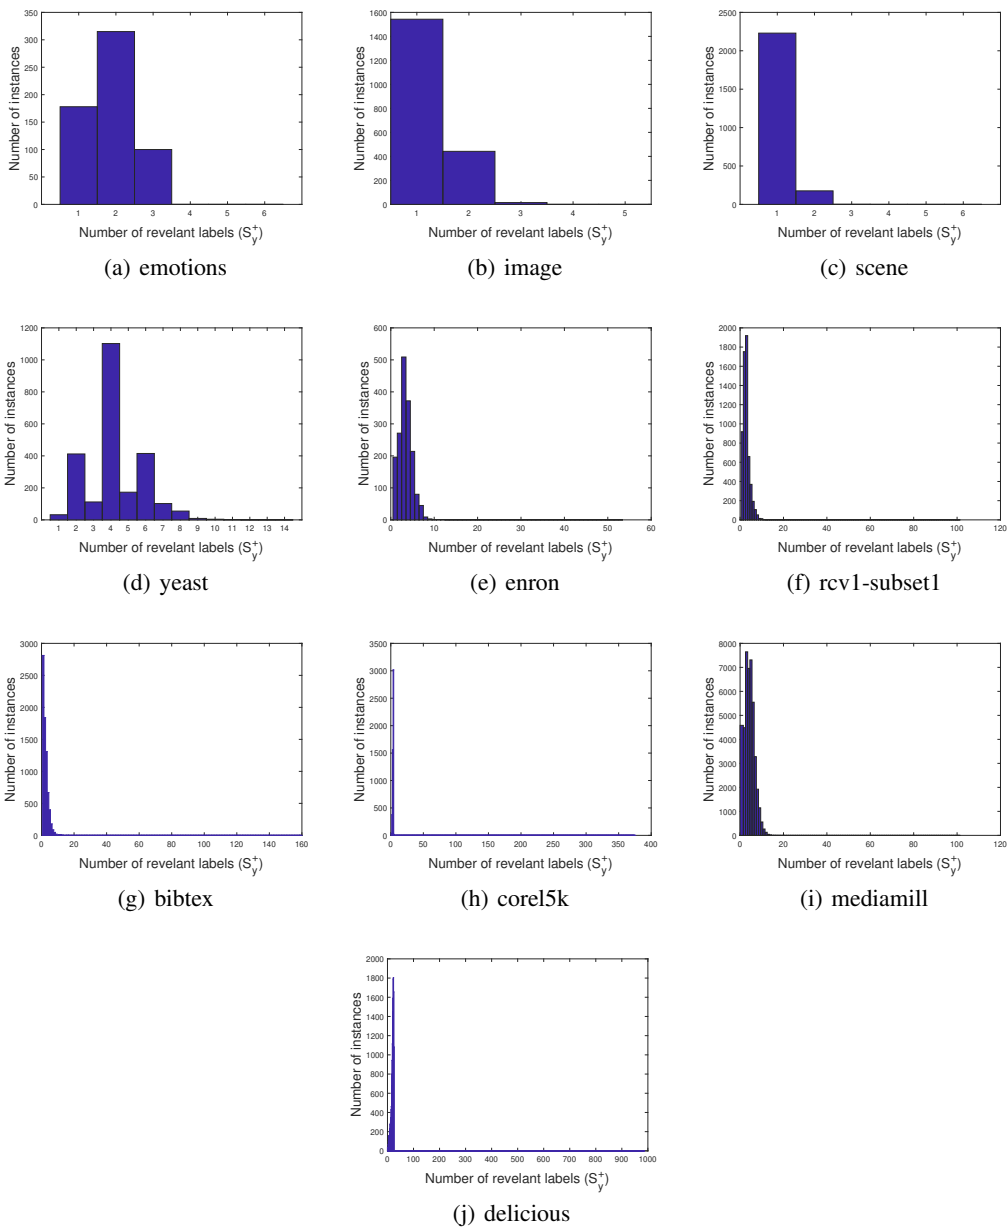 350
300
250
200
150
100
50
0
1 2 3 4 5 6
Number of instances
Number of revelant labels (S_y^+)
(a) emotions
1600
1400
1200
1000
800
600
400
200
0
1 2 3 4 5
Number of instances
Number of revelant labels (S_y^+)
(b) image
2500
2000
1500
1000
500
0
1 2 3 4 5 6
Number of instances
Number of revelant labels (S_y^+)
(c) scene
1200
1000
800
600
400
200
0
1 2 3 4 5 6 7 8 9 10 11 12 13 14
Number of instances
Number of revelant labels (S_y^+)
(d) yeast
600
500
400
300
200
100
0
0 10 20 30 40 50 60
Number of instances
Number of revelant labels (S_y^+)
(e) enron
2000
1800
1600
1400
1200
1000
800
600
400
200
0
0 20 40 60 80 100 120
Number of instances
Number of revelant labels (S_y^+)
(f) rcv1-subset1
3000
2500
2000
1500
1000
500
0
0 20 40 60 80 100 120 140 160
Number of instances
Number of revelant labels (S_y^+)
(g) bibtex
3500
3000
2500
2000
1500
1000
500
0
0 50 100 150 200 250 300 350 400
Number of instances
Number of revelant labels (S_y^+)
(h) corel5k
8000
7000
6000
5000
4000
3000
2000
1000
0
0 20 40 60 80 100 120
Number of instances
Number of revelant labels (S_y^+)
(i) mediamill
2000
1800
1600
1400
1200
1000
800
600
400
200
0
0 100 200 300 400 500 600 700 800 900 1000
Number of instances
Number of revelant labels (S_y^+)
(j) delicious